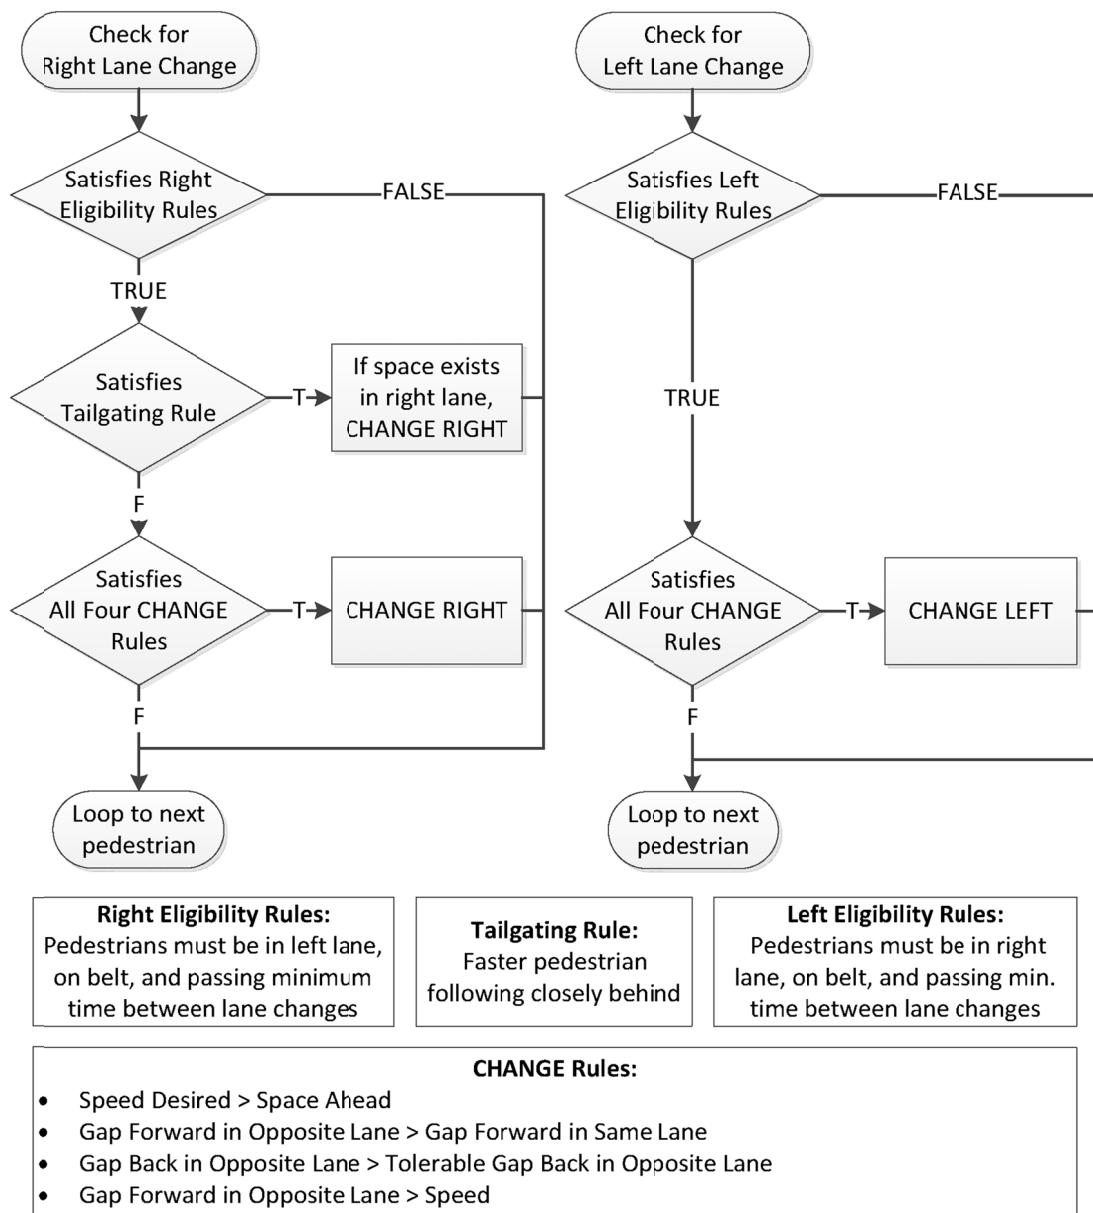 Check for
Right Lane Change
Satisfies Right
Eligibility Rules
FALSE
TRUE
Satisfies
Tailgating Rule
T
If space exists
in right lane,
CHANGE RIGHT
F
Satisfies
All Four CHANGE
Rules
T
CHANGE RIGHT
F
Loop to next
pedestrian
Check for
Left Lane Change
Satisfies Left
Eligibility Rules
FALSE
TRUE
Satisfies
All Four CHANGE
Rules
T
CHANGE LEFT
F
Loop to next
pedestrian
Right Eligibility Rules:
Pedestrians must be in left lane,
on belt, and passing minimum
time between lane changes
Tailgating Rule:
Faster pedestrian
following closely behind
Left Eligibility Rules:
Pedestrians must be in right
lane, on belt, and passing min.
time between lane changes
CHANGE Rules:
• Speed Desired > Space Ahead
• Gap Forward in Opposite Lane > Gap Forward in Same Lane
• Gap Back in Opposite Lane > Tolerable Gap Back in Opposite Lane
• Gap Forward in Opposite Lane > Speed